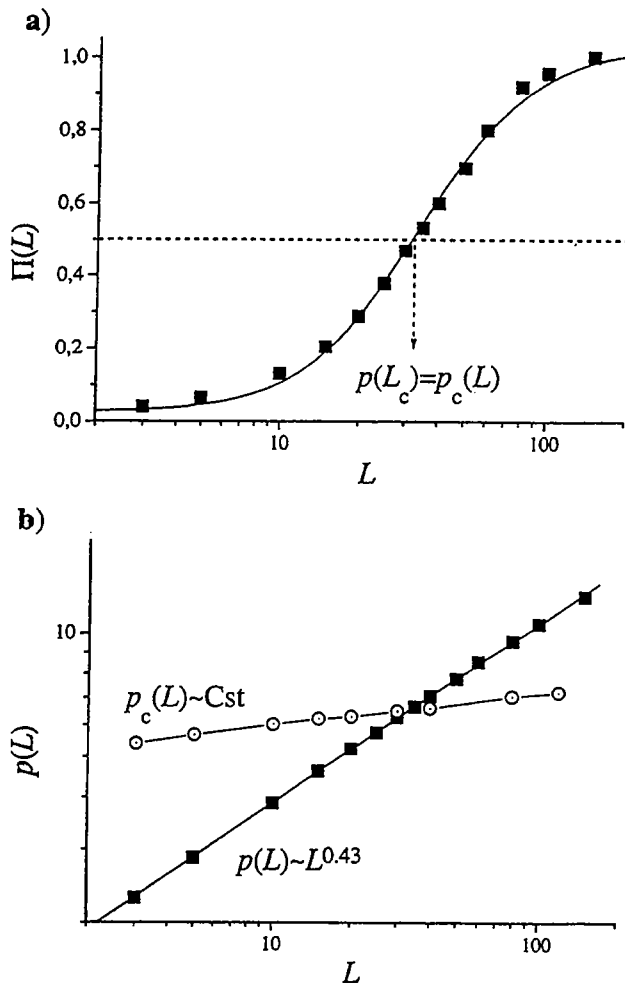 a)
1,0
0,8
0,6
0,4
0,2
0,0
Π(L)
p(L_c)=p_c(L)
10
100
L
b)
10
p(L)
p_c(L)~Cst
p(L)~L^0.43
10
100
L